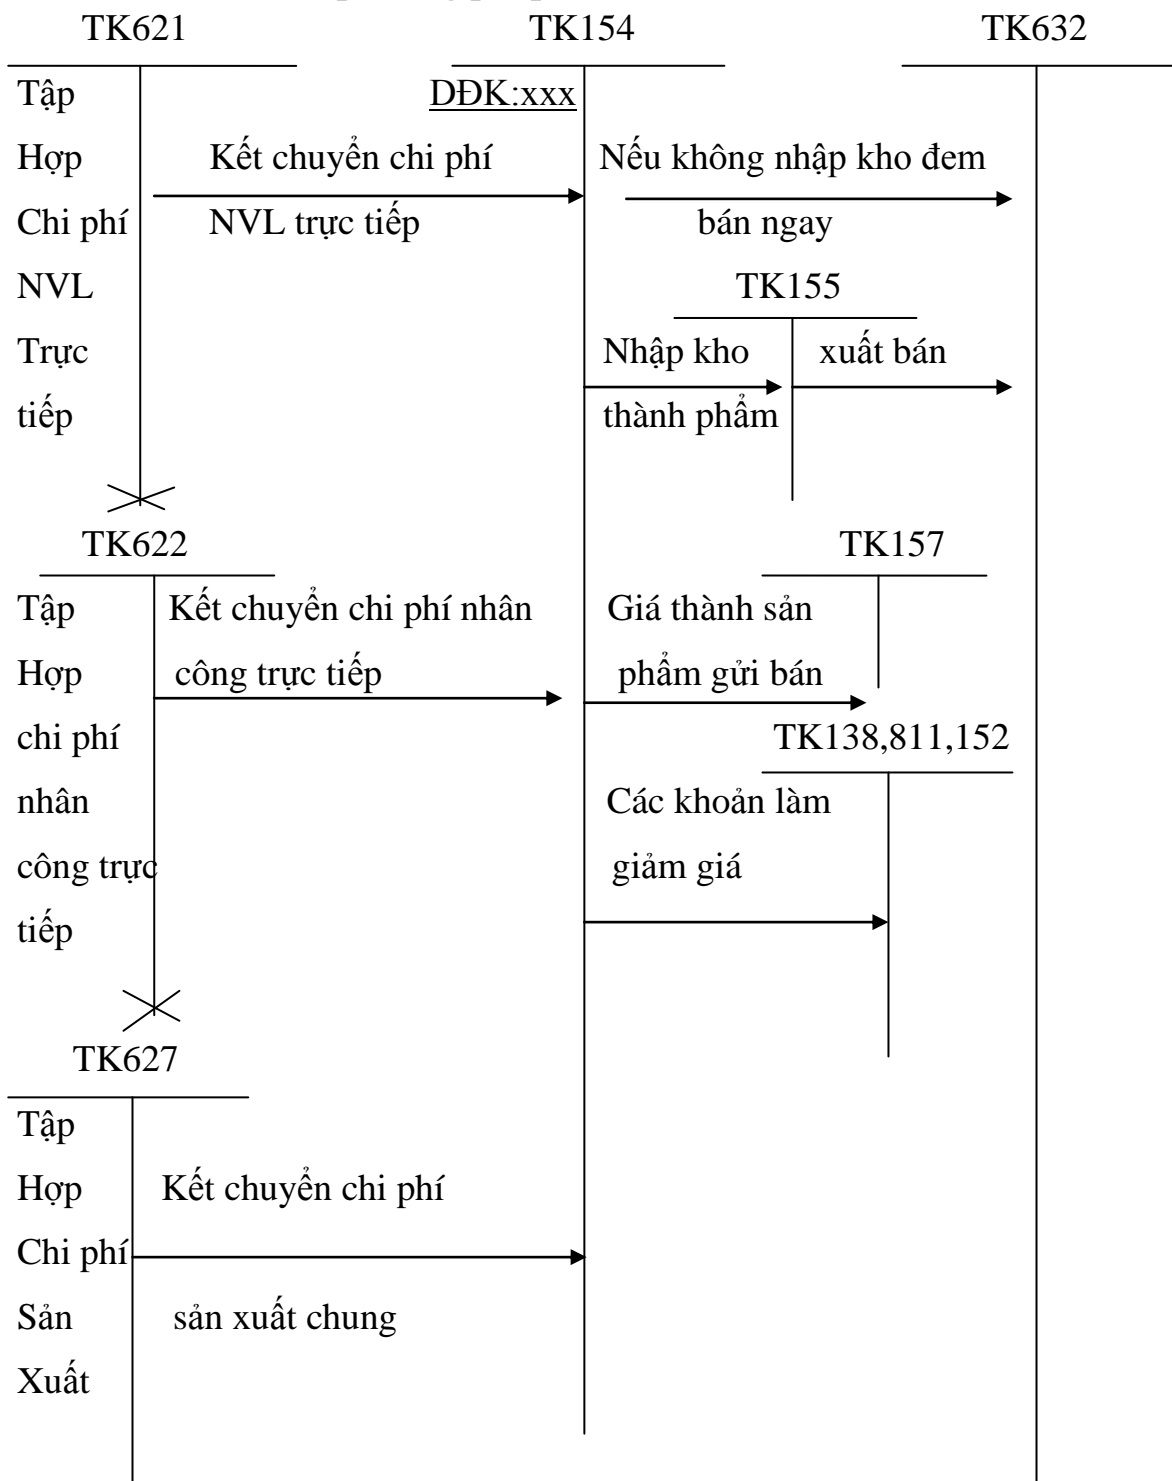 TK621 TK154 TK632
Tập DĐK:xxx
Hợp Kết chuyển chi phí Nếu không nhập kho đem
Chi phí NVL trực tiếp bán ngay
NVL TK155
Trực Nhập kho xuất bán
tiếp thành phẩm
TK622 TK157
Tập Kết chuyển chi phí nhân Giá thành sản
Hợp công trực tiếp phẩm gửi bán
chi phí TK138,811,152
nhân Các khoản làm
công trực giảm giá
tiếp
TK627
Tập
Hợp Kết chuyển chi phí
Chi phí
Sản sản xuất chung
Xuất